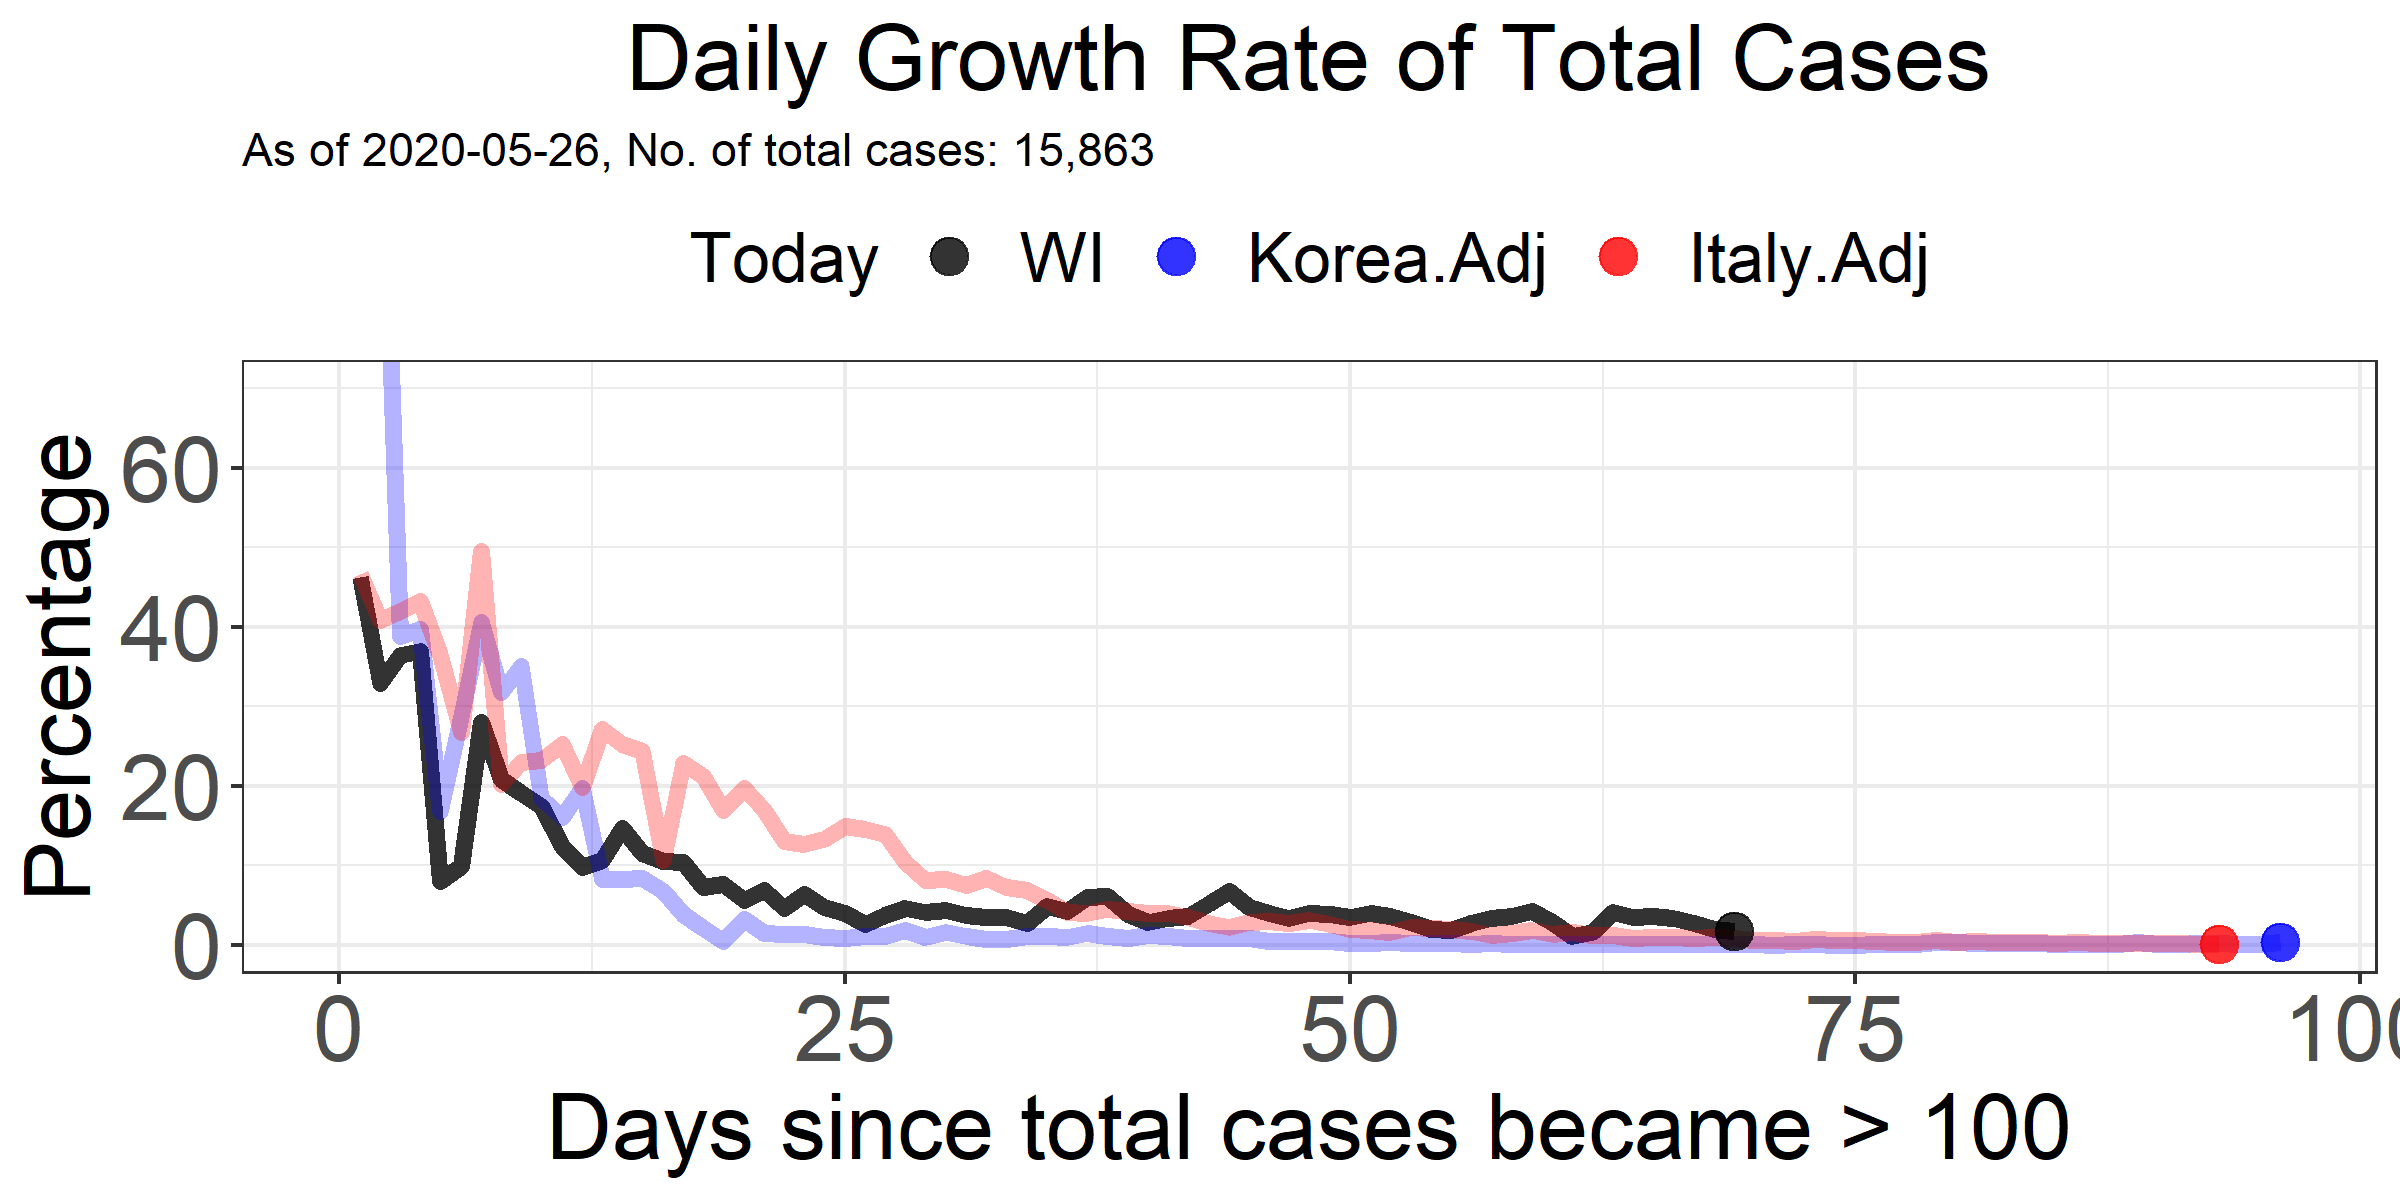 Daily Growth Rate of Total Cases
As of 2020-05-26, No. of total cases: 15,863
Today WI Korea.Adj Italy.Adj
Percentage
60
40
20
0
0 25 50 75 100
Days since total cases became > 100